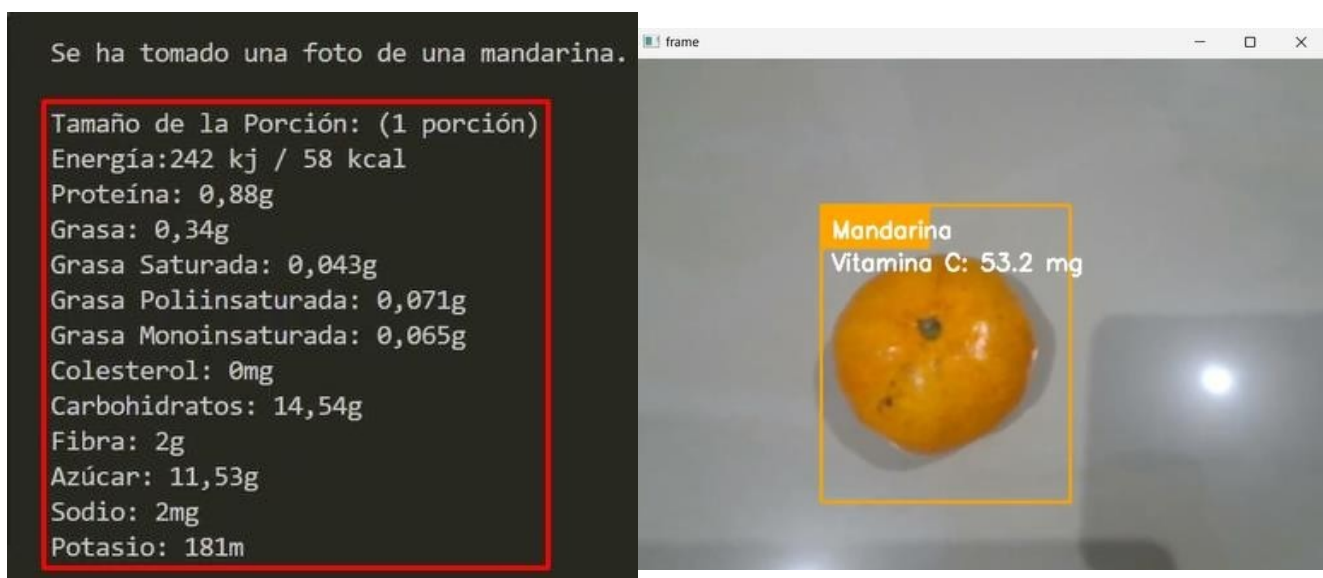 Se ha tomado una foto de una mandarina.
Tamaño de la Porción: (1 porción)
Energía:242 kj / 58 kcal
Proteína: 0,88g
Grasa: 0,34g
Grasa Saturada: 0,043g
Grasa Poliinsaturada: 0,071g
Grasa Monoinsaturada: 0,065g
Colesterol: 0mg
Carbohidratos: 14,54g
Fibra: 2g
Azúcar: 11,53g
Sodio: 2mg
Potasio: 181m
frame
Mandarina
Vitamina C: 53.2 mg